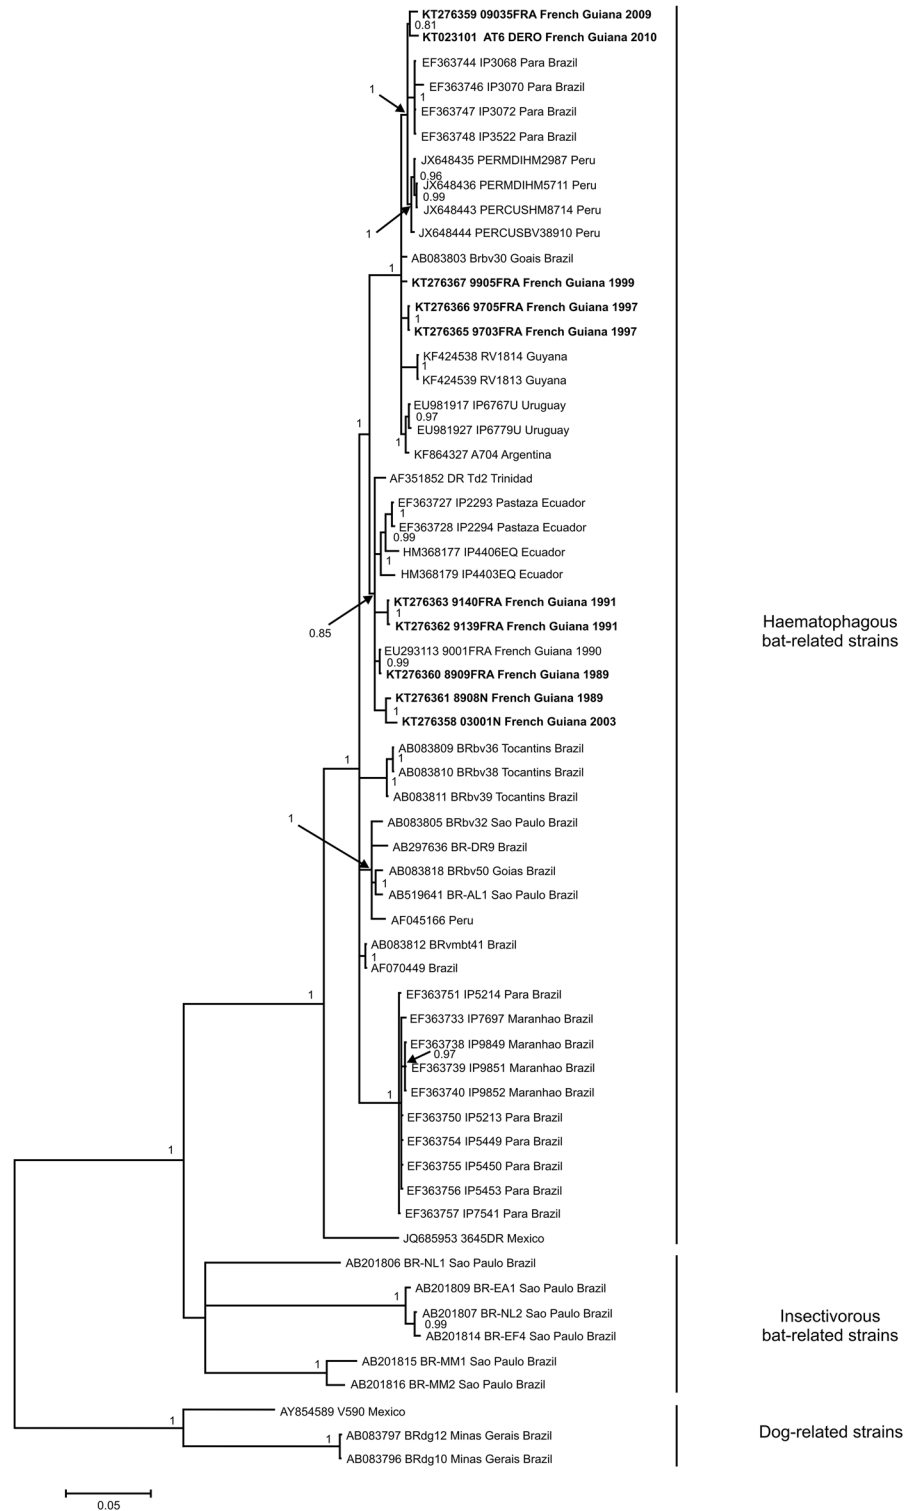 KT276359 09035FRA French Guiana 2009
0.81
KT023101 AT6 DERO French Guiana 2010
EF363744 IP3068 Para Brazil
1
EF363746 IP3070 Para Brazil
1
EF363747 IP3072 Para Brazil
EF363748 IP3522 Para Brazil
JX648435 PERMDIHM2987 Peru
0.96
JX648436 PERMDIHM5711 Peru
0.99
JX648443 PERCUSHM8714 Peru
1
JX648444 PERCUSBV38910 Peru
AB083803 Brbv30 Goais Brazil
1
KT276367 9905FRA French Guiana 1999
KT276366 9705FRA French Guiana 1997
1
KT276365 9703FRA French Guiana 1997
KF424538 RV1814 Guyana
1
KF424539 RV1813 Guyana
EU981917 IP6767U Uruguay
0.97
1
EU981927 IP6779U Uruguay
1
KF864327 A704 Argentina
AF351852 DR Td2 Trinidad
EF363727 IP2293 Pastaza Ecuador
1
EF363728 IP2294 Pastaza Ecuador
0.99
HM368177 IP4406EQ Ecuador
1
HM368179 IP4403EQ Ecuador
KT276363 9140FRA French Guiana 1991
1
KT276362 9139FRA French Guiana 1991
0.85
Haematophagous
bat-related strains
EU293113 9001FRA French Guiana 1990
0.99
KT276360 8909FRA French Guiana 1989
KT276361 8908N French Guiana 1989
1
KT276358 03001N French Guiana 2003
AB083809 BRbv36 Tocantins Brazil
1
1
AB083810 BRbv38 Tocantins Brazil
1
AB083811 BRbv39 Tocantins Brazil
1
AB083805 BRbv32 Sao Paulo Brazil
AB297636 BR-DR9 Brazil
AB083818 BRbv50 Goias Brazil
1
AB519641 BR-AL1 Sao Paulo Brazil
AF045166 Peru
AB083812 BRvmbt41 Brazil
1
AF070449 Brazil
1
EF363751 IP5214 Para Brazil
EF363733 IP7697 Maranhao Brazil
EF363738 IP9849 Maranhao Brazil
0.97
EF363739 IP9851 Maranhao Brazil
1
EF363740 IP9852 Maranhao Brazil
EF363750 IP5213 Para Brazil
EF363754 IP5449 Para Brazil
1
EF363755 IP5450 Para Brazil
EF363756 IP5453 Para Brazil
EF363757 IP7541 Para Brazil
JQ685953 3645DR Mexico
AB201806 BR-NL1 Sao Paulo Brazil
AB201809 BR-EA1 Sao Paulo Brazil
1
AB201807 BR-NL2 Sao Paulo Brazil
0.99
AB201814 BR-EF4 Sao Paulo Brazil
Insectivorous
bat-related strains
AB201815 BR-MM1 Sao Paulo Brazil
1
AB201816 BR-MM2 Sao Paulo Brazil
AY854589 V590 Mexico
1
AB083797 BRdg12 Minas Gerais Brazil
1
AB083796 BRdg10 Minas Gerais Brazil
Dog-related strains
0.05